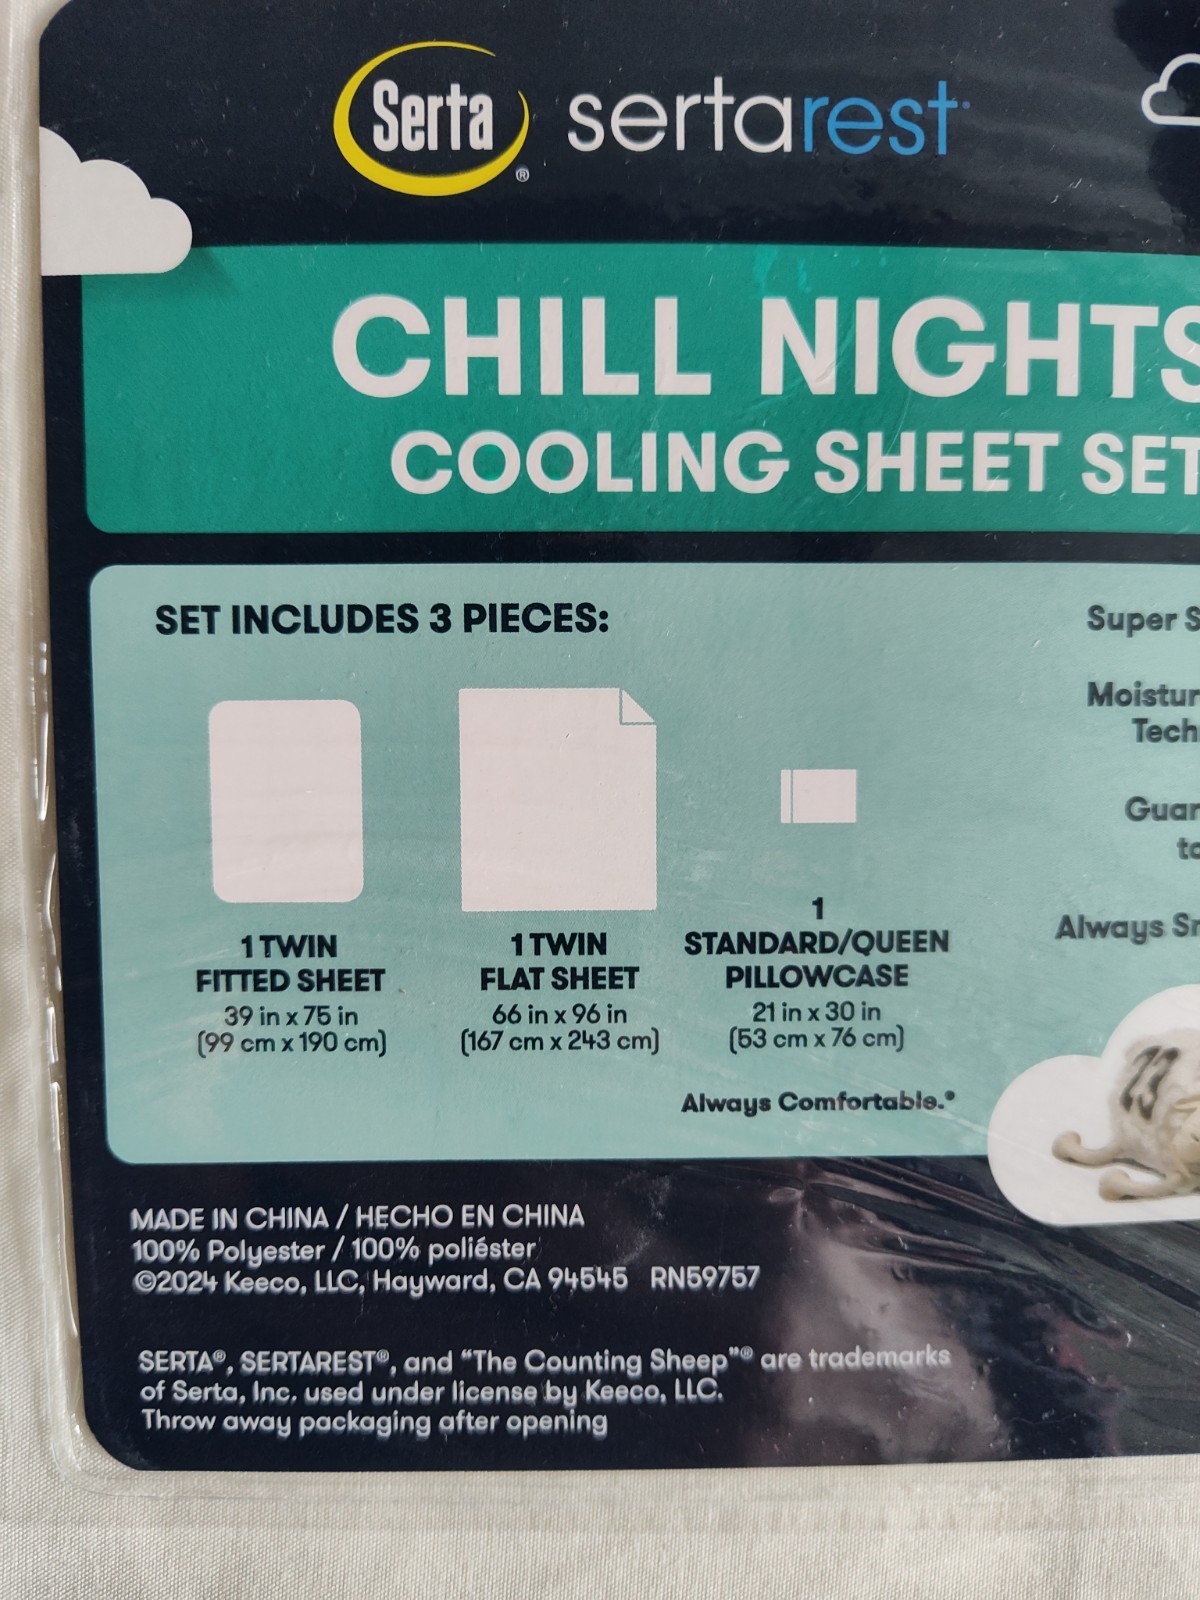 Serta®
sertarest
CHILL NIGHTS
COOLING SHEET SET
SET INCLUDES 3 PIECES:
1 TWIN
FITTED SHEET
39 in x 75 in
(99 cm x 190 cm)
1 TWIN
FLAT SHEET
66 in x 96 in
(167 cm x 243 cm)
1
STANDARD/QUEEN
PILLOWCASE
21 in x 30 in
(53 cm x 76 cm)
Always Comfortable.®
Super
Always
23
MADE IN CHINA / HECHO EN CHINA
100% Polyester / 100% poliéster
©2024 Keeco, LLC, Hayward, CA 94545 RN59757
SERTA®, SERTAREST®, and “The Counting Sheep”® are trademarks
of Serta, Inc. used under license by Keeco, LLC.
Throw away packaging after opening